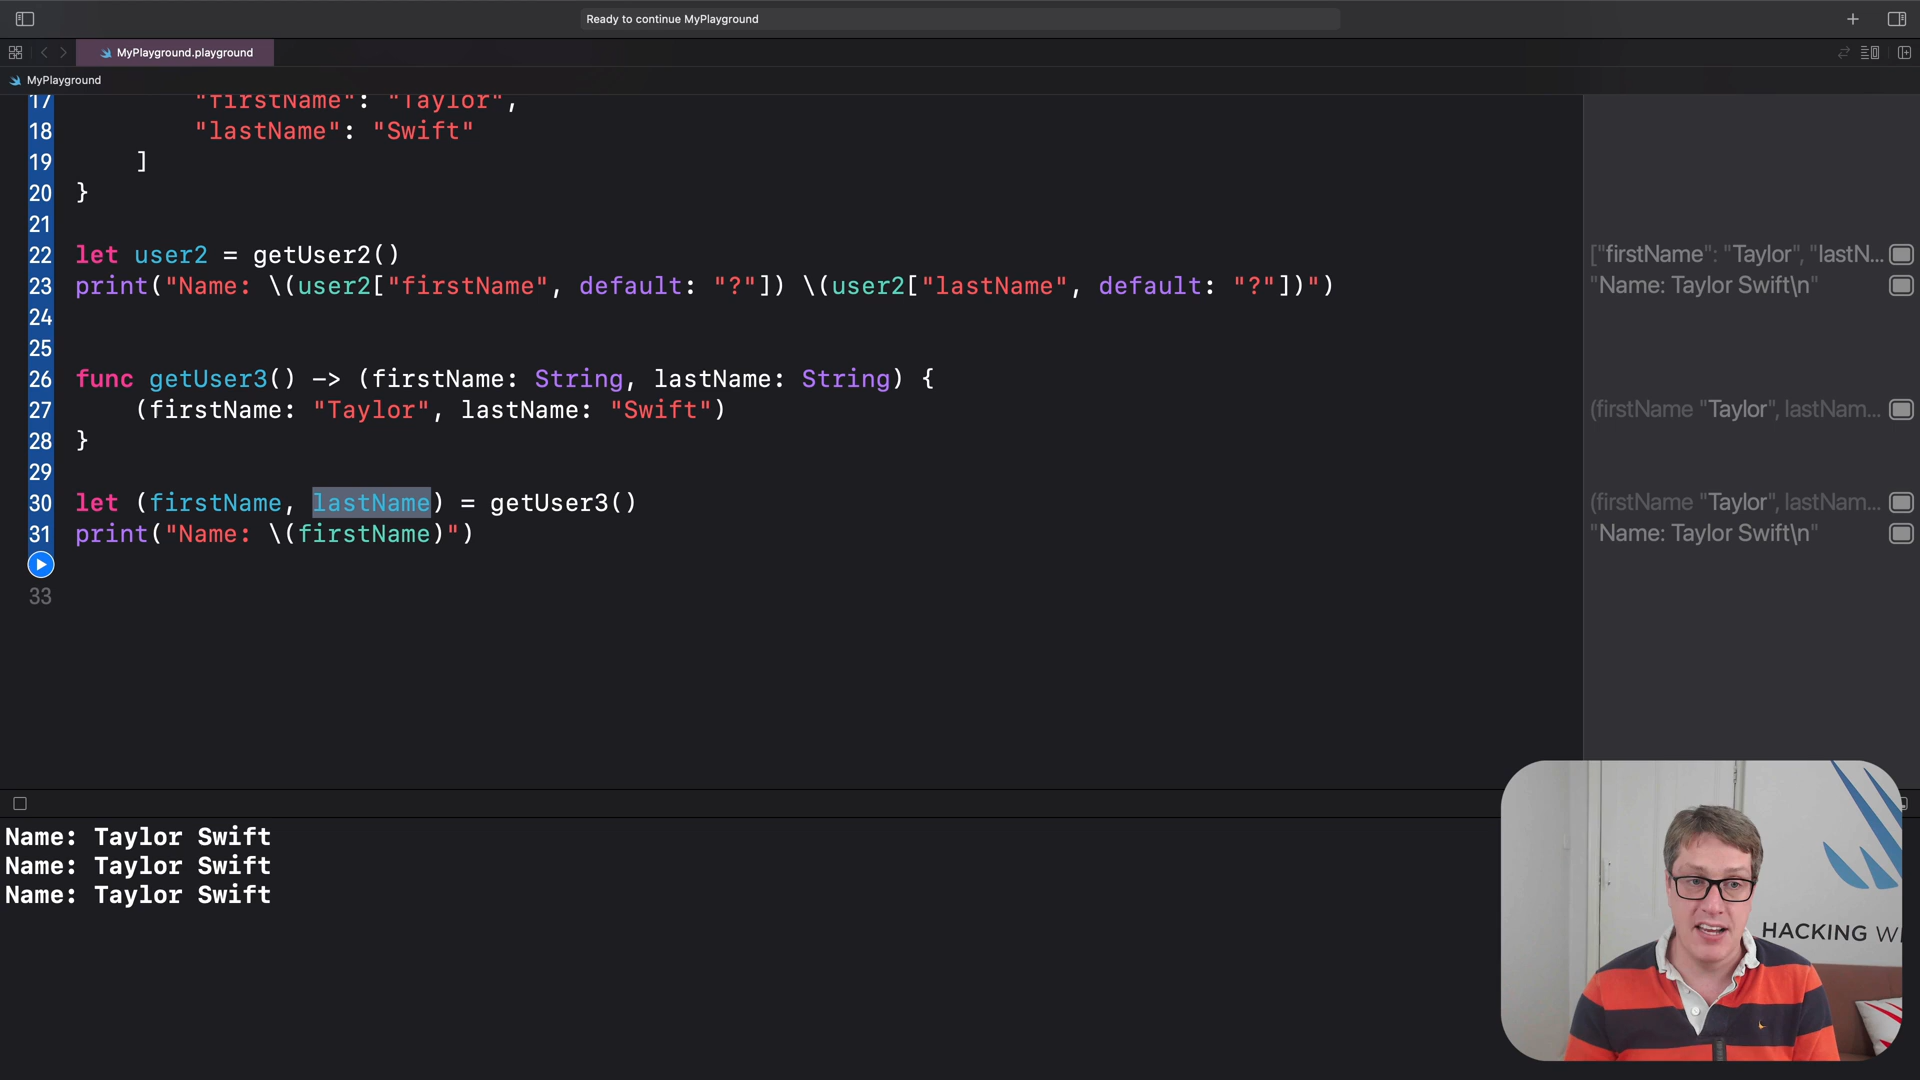 Ready to continue MyPlayground
MyPlayground.playground
MyPlayground
17 "firstName": "Taylor",
18 "lastName": "Swift"
19 ]
20 }
21
22 let user2 = getUser2()
["firstName": "Taylor", "lastN...
23 print("Name: \(user2["firstName", default: "?"]) \(user2["lastName", default: "?"])")
"Name: Taylor Swift\n"
24
25
26 func getUser3() -> (firstName: String, lastName: String) {
27 (firstName: "Taylor", lastName: "Swift")
(firstName "Taylor", lastNam...
28 }
29
30 let (firstName, lastName) = getUser3()
(firstName "Taylor", lastNam...
31 print("Name: \(firstName)")
"Name: Taylor Swift\n"
33
Name: Taylor Swift
Name: Taylor Swift
Name: Taylor Swift
HACKING WI